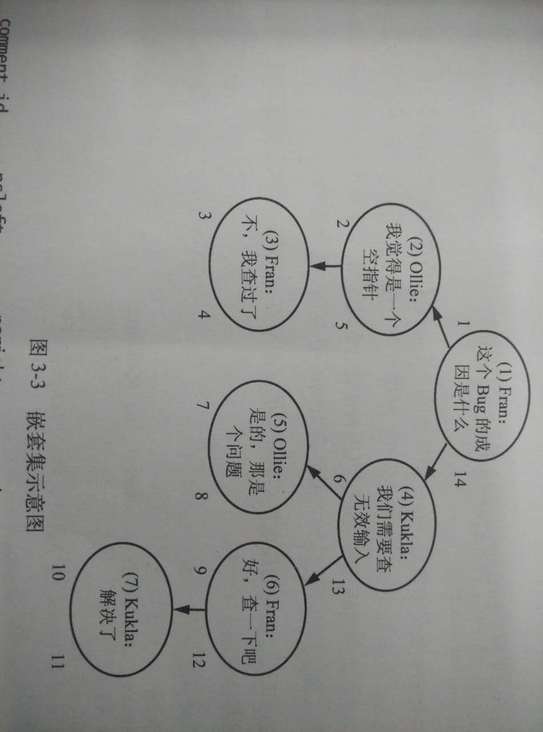 (1) Fran:
这个 Bug 的成
因是什么
1
14
(2) Ollie:
我觉得是一个
空指针
2
5
(4) Kukla:
我们需要查
无效输入
6
13
(3) Fran:
不，我查过了
3
4
(5) Ollie:
是的，那是
个问题
7
8
(6) Fran:
好，查一下吧
9
12
(7) Kukla:
解决了
10
11
图 3-3 嵌套集示意图
comment_id